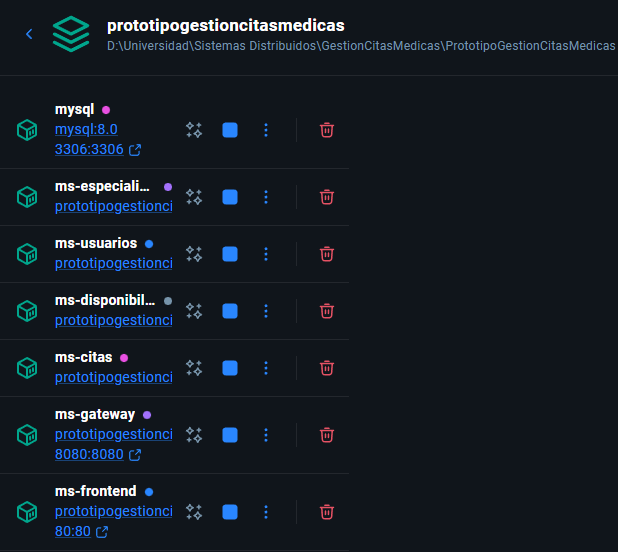 prototipogestioncitasmedicas
D:\Universidad\Sistemas Distribuidos\GestionCitasMedicas\PrototipoGestionCitasMedicas
mysql
mysql:8.0
3306:3306
ms-especiali...
prototipogestionci
ms-usuarios
prototipogestionci
ms-disponibil...
prototipogestionci
ms-citas
prototipogestionci
ms-gateway
prototipogestionci
8080:8080
ms-frontend
prototipogestionci
80:80